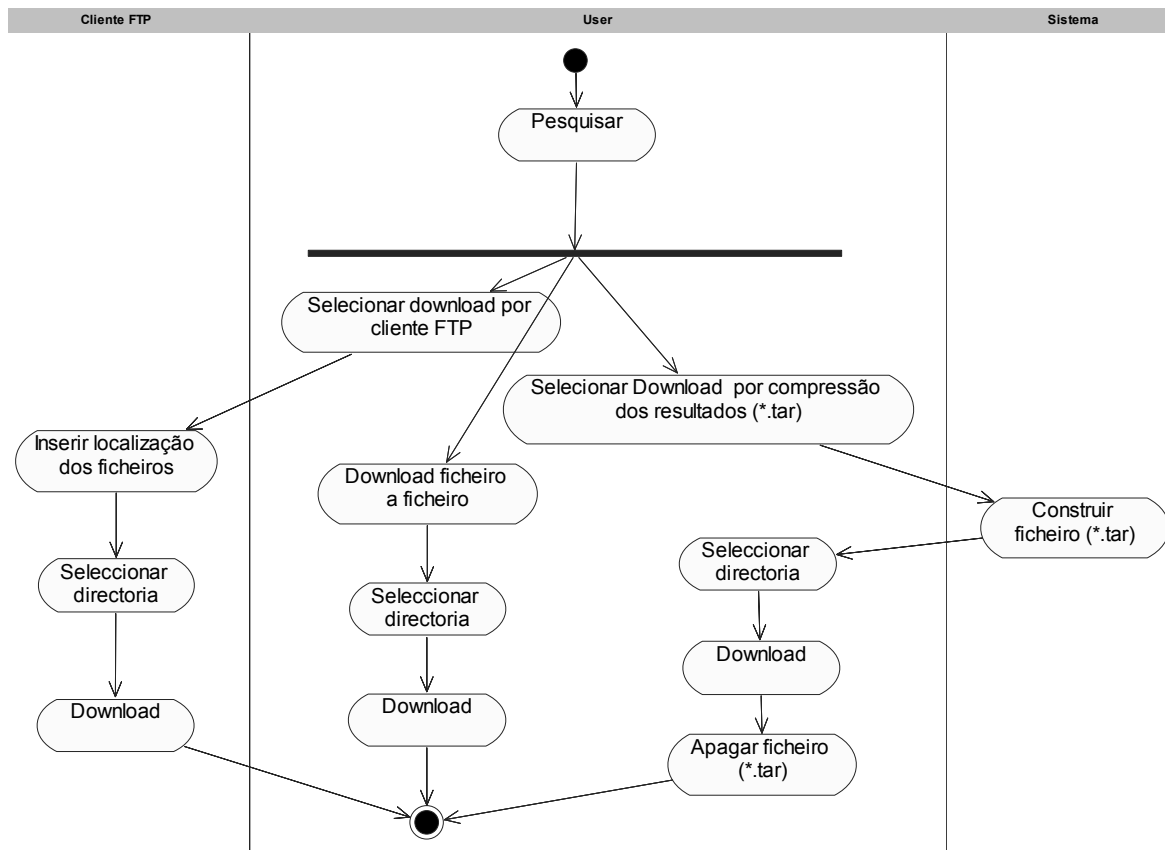 Cliente FTP
User
Sistema
Pesquisar
Selecionar download por
cliente FTP
Selecionar Download  por compressão
dos resultados (*.tar)
Inserir localização
dos ficheiros
Download ficheiro
a ficheiro
Construir
ficheiro (*.tar)
Seleccionar
directoria
Seleccionar
directoria
Seleccionar
directoria
Download
Download
Download
Apagar ficheiro
(*.tar)